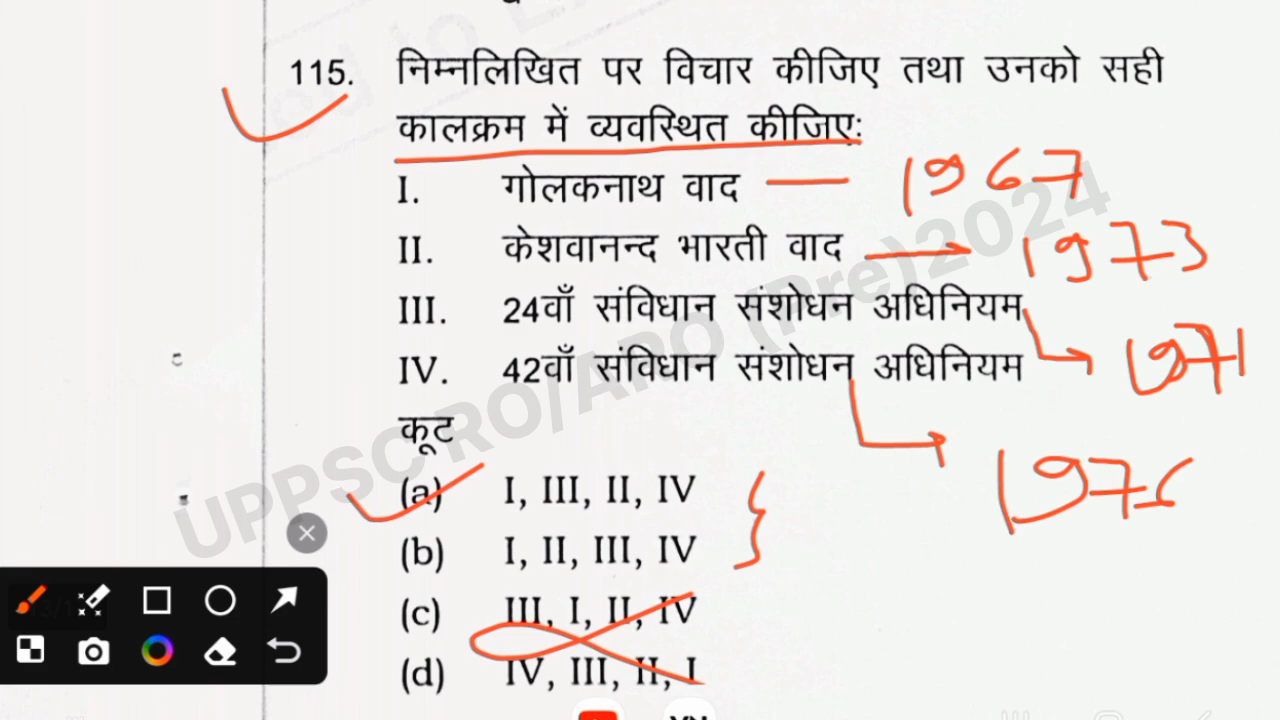 115. निम्नलिखित पर विचार कीजिए तथा उनको सही
कालक्रम में व्यवस्थित कीजिए:
I. गोलकनाथ वाद 1967
II. केशवानन्द भारती वाद 1973
III. 24वाँ संविधान संशोधन अधिनियम 1971
IV. 42वाँ संविधान संशोधन अधिनियम 1976
कूट
(a) I, III, II, IV
(b) I, II, III, IV
(c) III, I, II, IV
(d) IV, III, II, I
UPPSC RO/ARO (Pre) 2024